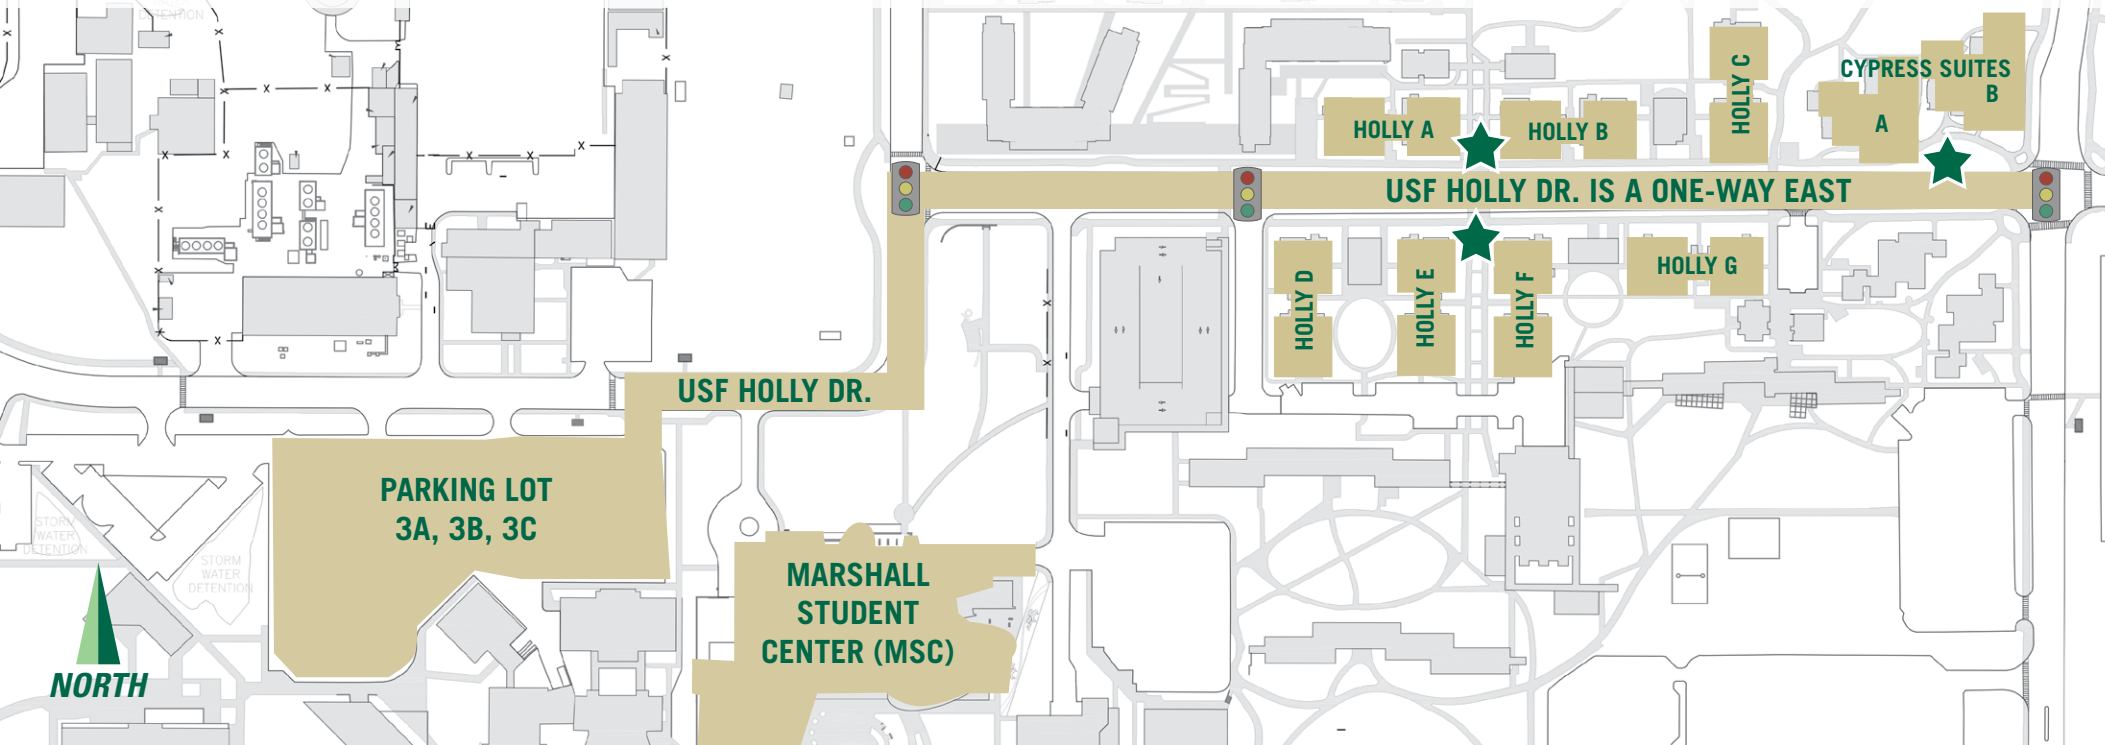 DETENTION
HOLLY C
CYPRESS SUITES
B
A
HOLLY A
HOLLY B
USF HOLLY DR. IS A ONE-WAY EAST
HOLLY D
HOLLY E
HOLLY F
HOLLY G
USF HOLLY DR.
PARKING LOT
3A, 3B, 3C
MARSHALL
STUDENT
CENTER (MSC)
STORM
WATER
DETENTION
STORM
WATER
DETENTION
NORTH